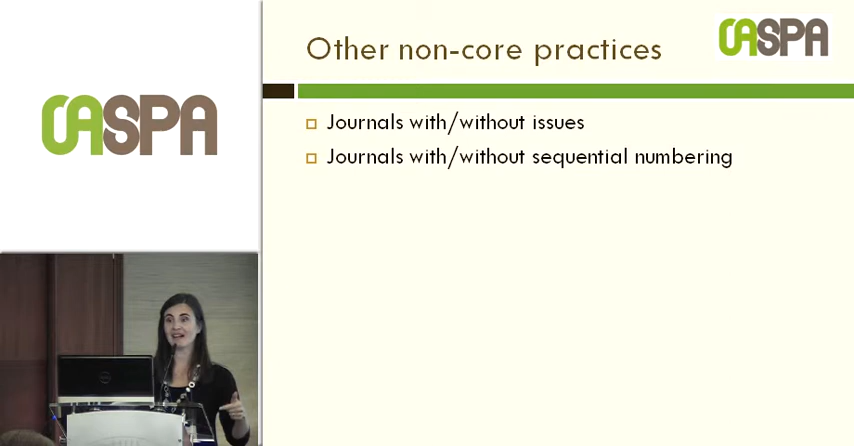 OASPA
Other non-core practices
OASPA
Journals with/without issues
Journals with/without sequential numbering